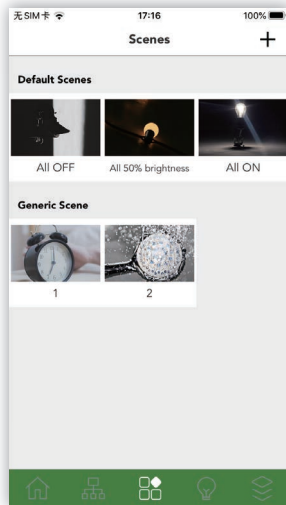 无SIM卡 17:16 100%
Scenes +
Default Scenes
All OFF All 50% brightness All ON
Generic Scene
1 2